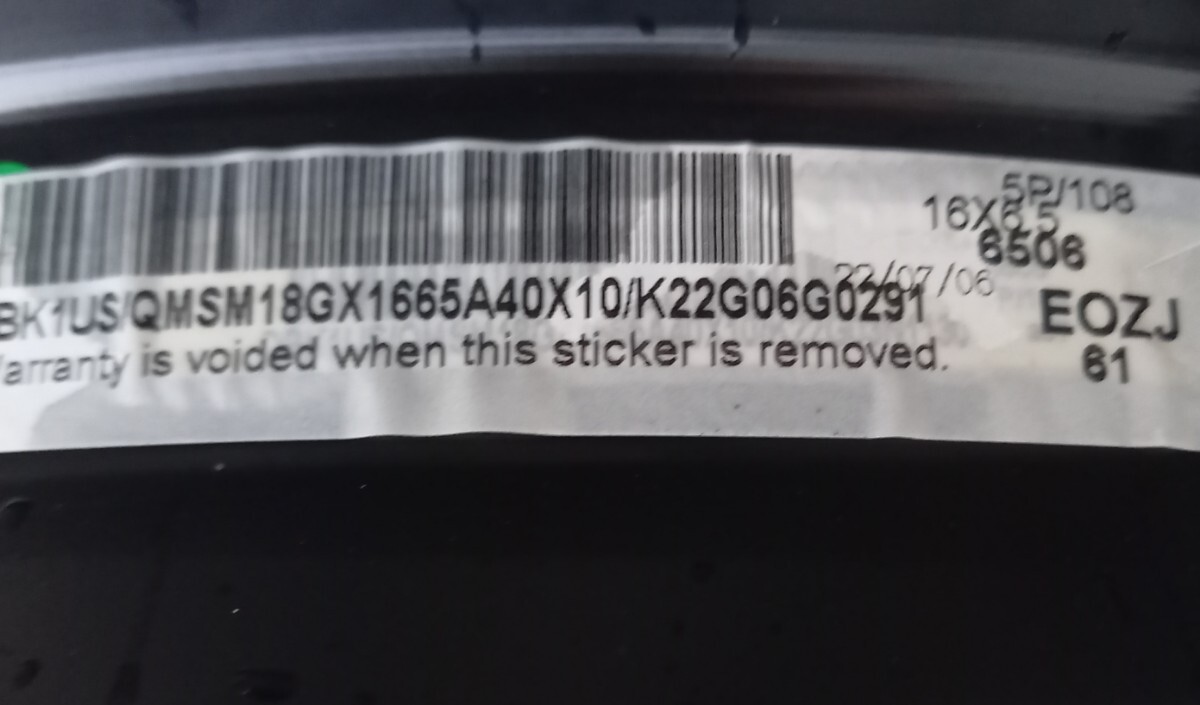 5P/108
16X6.5
6506
22/07/06
BK1US/QMSM18GX1665A40X10/K22G06G0291
EOZJ
arranty is voided when this sticker is removed.
61